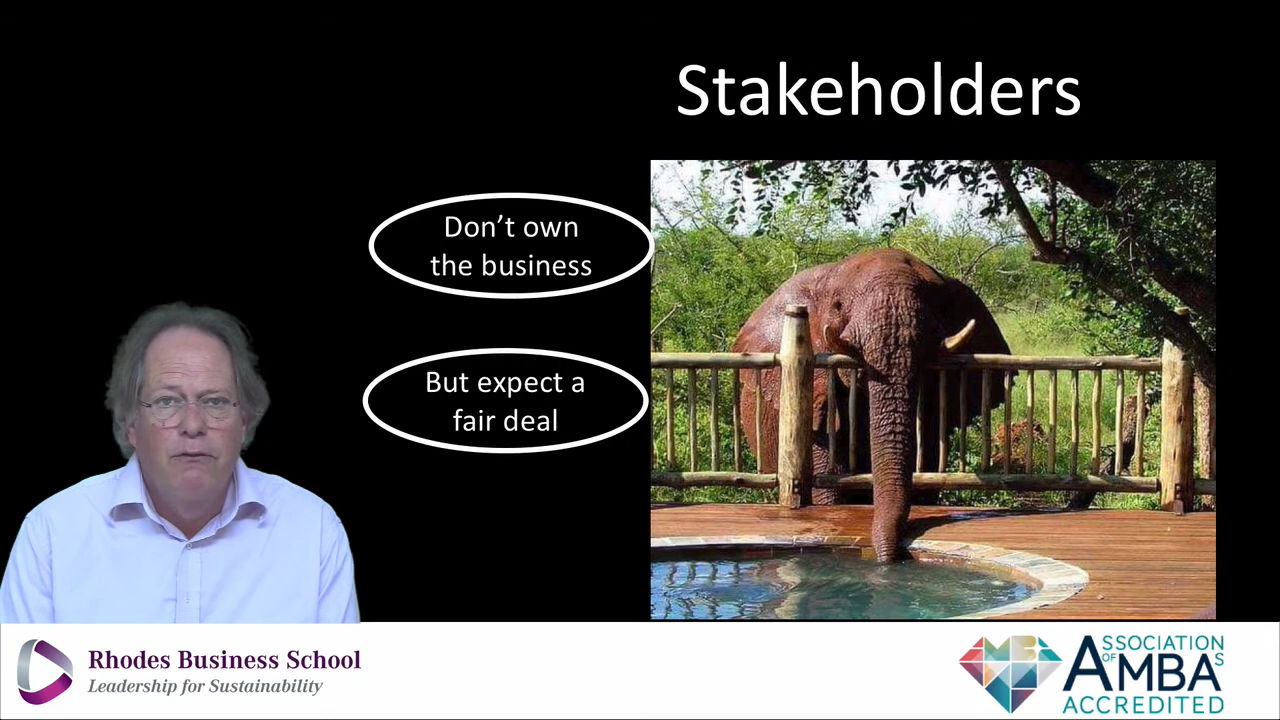 Stakeholders
Don’t own
the business
But expect a
fair deal
Rhodes Business School
Leadership for Sustainability
ASSOCIATION
OF
AMBA'S
ACCREDITED